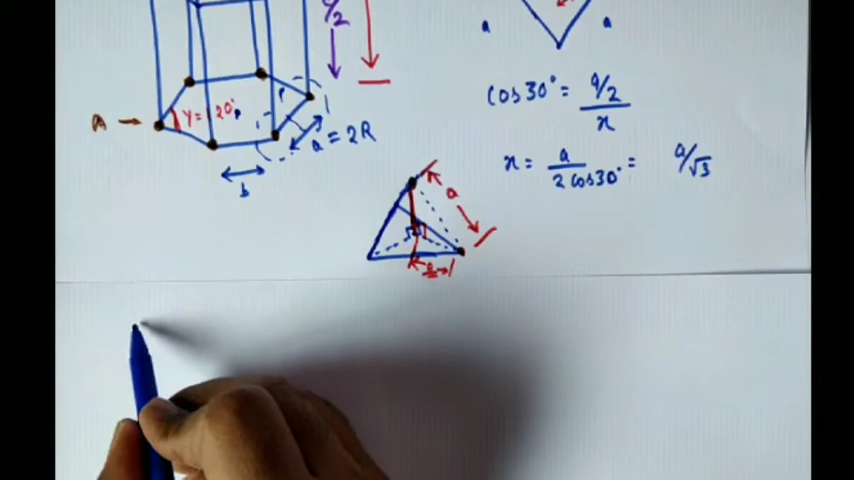 c/2
A → γ = 120°
a = 2R
b
a
a
cos 30° = a/2 / x
x = a / 2 cos 30° = a/√3
a